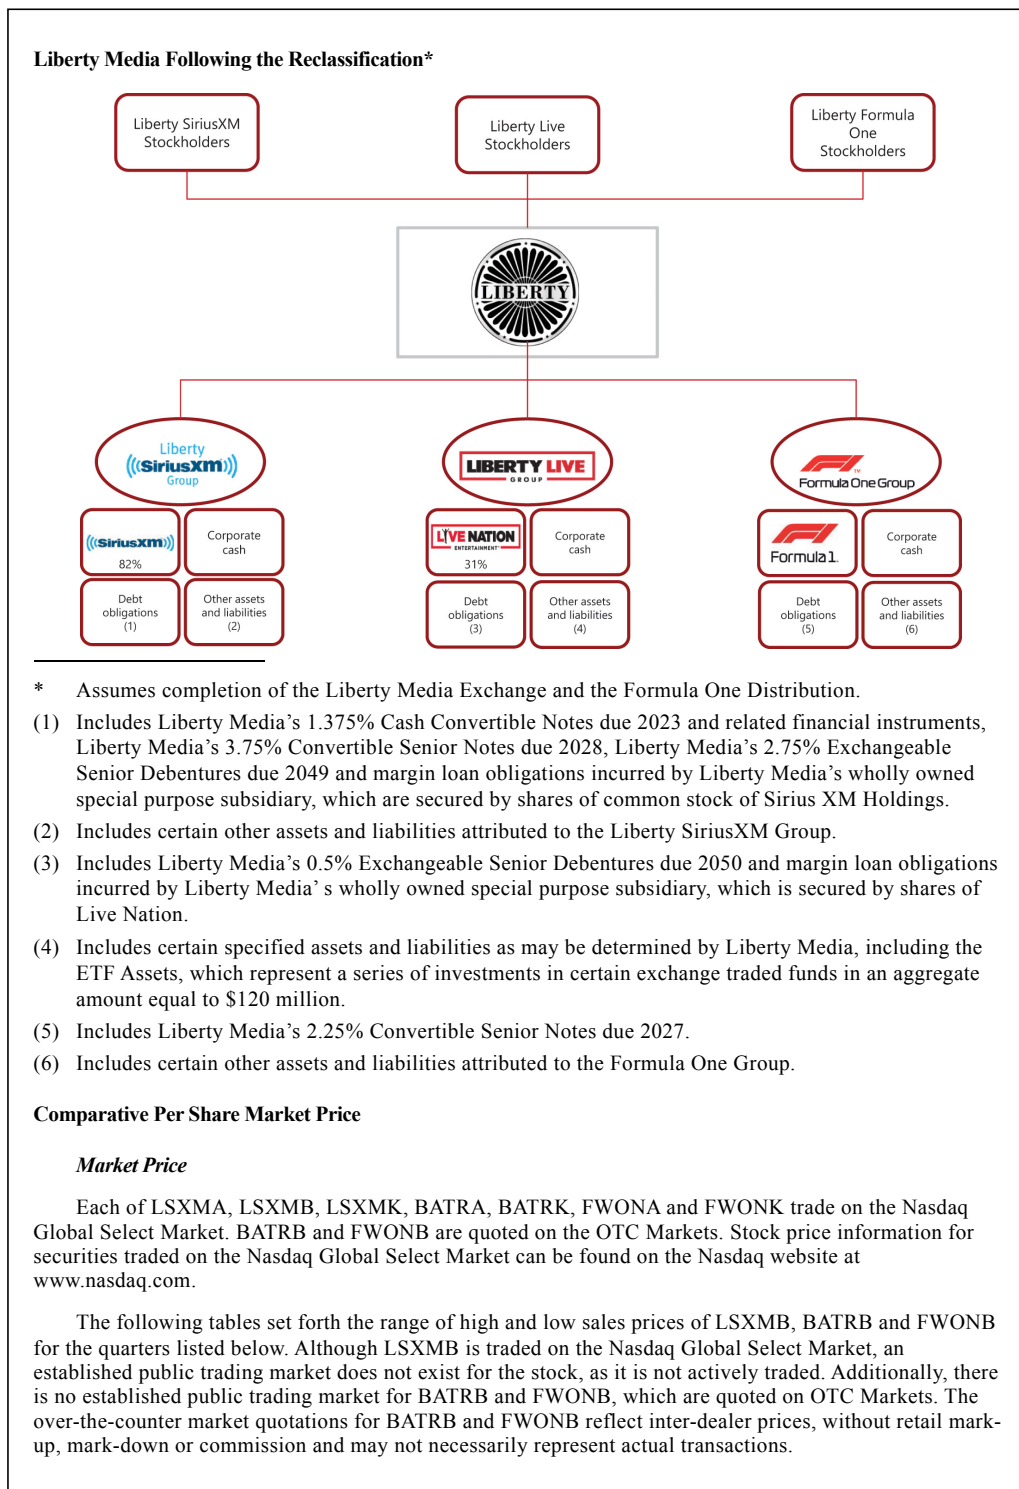 Liberty Media Following the Reclassification*
Liberty SiriusXM
Stockholders
Liberty Live
Stockholders
Liberty Formula
One
Stockholders
LIBERTY
Liberty
((SiriusXM))
Group
LIBERTY LIVE
GROUP
TM
Formula One Group
((SiriusXM))
82%
Corporate
cash
Debt
obligations
(1)
Other assets
and liabilities
(2)
LIVE NATION
ENTERTAINMENT
31%
Corporate
cash
Debt
obligations
(3)
Other assets
and liabilities
(4)
Formula 1.
Corporate
cash
Debt
obligations
(5)
Other assets
and liabilities
(6)
* Assumes completion of the Liberty Media Exchange and the Formula One Distribution.
(1) Includes Liberty Media's 1.375% Cash Convertible Notes due 2023 and related financial instruments,
Liberty Media's 3.75% Convertible Senior Notes due 2028, Liberty Media's 2.75% Exchangeable
Senior Debentures due 2049 and margin loan obligations incurred by Liberty Media's wholly owned
special purpose subsidiary, which are secured by shares of common stock of Sirius XM Holdings.
(2) Includes certain other assets and liabilities attributed to the Liberty SiriusXM Group.
(3) Includes Liberty Media's 0.5% Exchangeable Senior Debentures due 2050 and margin loan obligations
incurred by Liberty Media' s wholly owned special purpose subsidiary, which is secured by shares of
Live Nation.
(4) Includes certain specified assets and liabilities as may be determined by Liberty Media, including the
ETF Assets, which represent a series of investments in certain exchange traded funds in an aggregate
amount equal to $120 million.
(5) Includes Liberty Media's 2.25% Convertible Senior Notes due 2027.
(6) Includes certain other assets and liabilities attributed to the Formula One Group.
Comparative Per Share Market Price
Market Price
Each of LSXMA, LSXMB, LSXMK, BATRA, BATRK, FWONA and FWONK trade on the Nasdaq
Global Select Market. BATRB and FWONB are quoted on the OTC Markets. Stock price information for
securities traded on the Nasdaq Global Select Market can be found on the Nasdaq website at
www.nasdaq.com.
The following tables set forth the range of high and low sales prices of LSXMB, BATRB and FWONB
for the quarters listed below. Although LSXMB is traded on the Nasdaq Global Select Market, an
established public trading market does not exist for the stock, as it is not actively traded. Additionally, there
is no established public trading market for BATRB and FWONB, which are quoted on OTC Markets. The
over-the-counter market quotations for BATRB and FWONB reflect inter-dealer prices, without retail mark-
up, mark-down or commission and may not necessarily represent actual transactions.